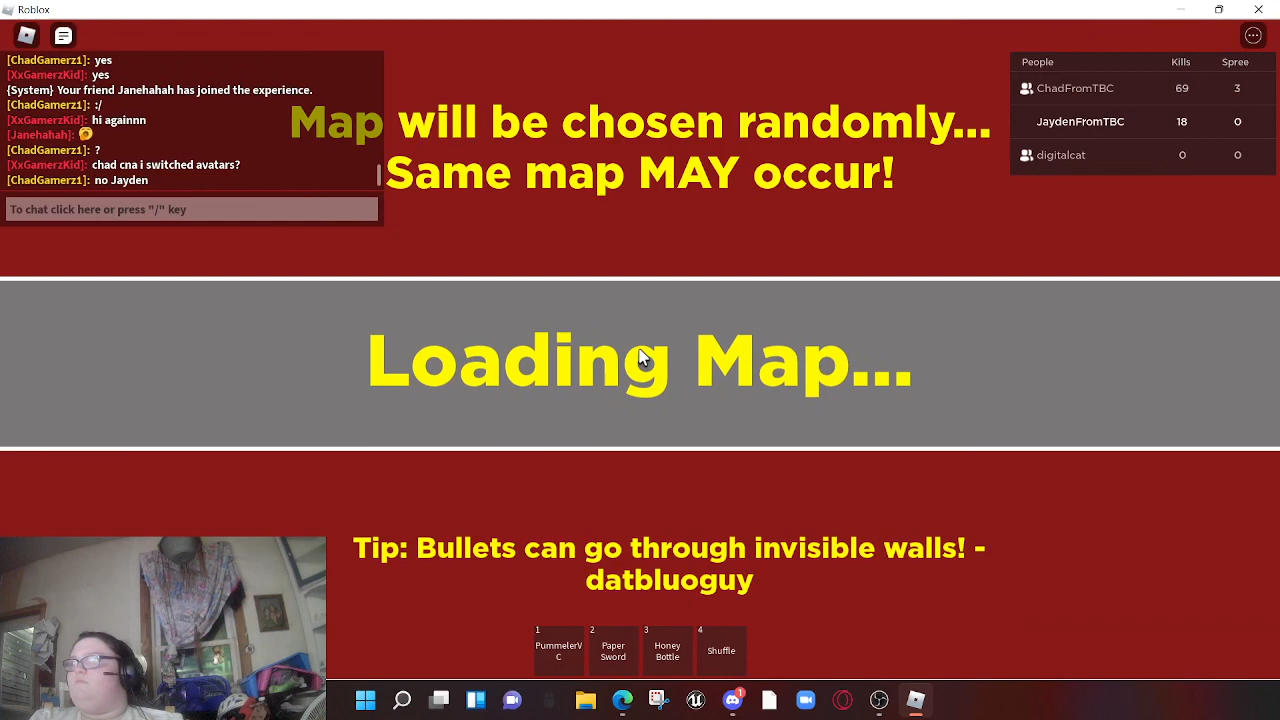 Roblox
[ChadGamerz1]: yes
[XxGamerzKid]: yes
{System} Your friend Janehahah has joined the experience.
[ChadGamerz1]: :/
[XxGamerzKid]: hi againnn
[Janehahah]:
[ChadGamerz1]: ?
[XxGamerzKid]: chad cna i switched avatars?
[ChadGamerz1]: no Jayden
To chat click here or press "/" key
People Kills Spree
ChadFromTBC 69 3
JaydenFromTBC 18 0
digitalcat 0 0
Map will be chosen randomly...
Same map MAY occur!
Loading Map...
Tip: Bullets can go through invisible walls! -
datbluoguy
1 2 3 4
PummelerV
C
Paper
Sword
Honey
Bottle
Shuffle
1